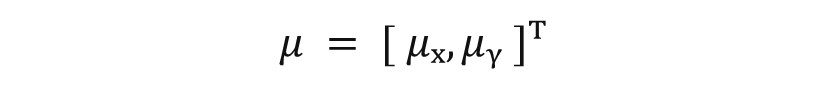 μ = [ μₓ, μᵧ ]ᵀ